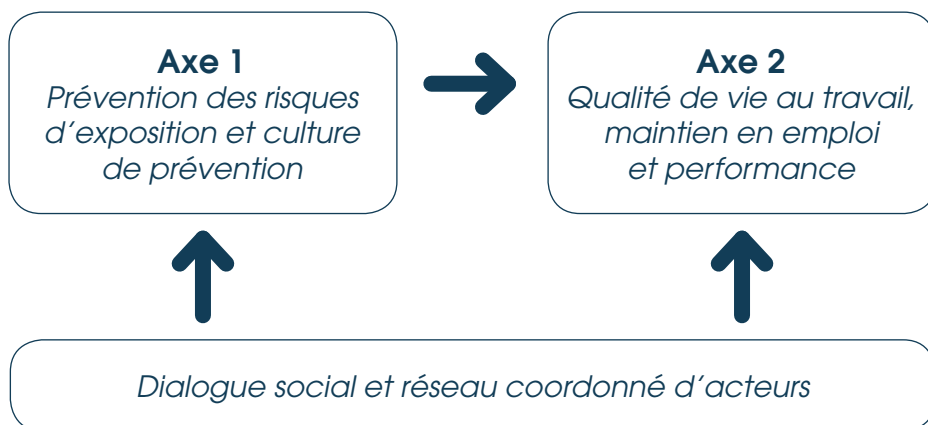 Axe 1
Prévention des risques
d’exposition et culture
de prévention
Axe 2
Qualité de vie au travail,
maintien en emploi
et performance
Dialogue social et réseau coordonné d’acteurs